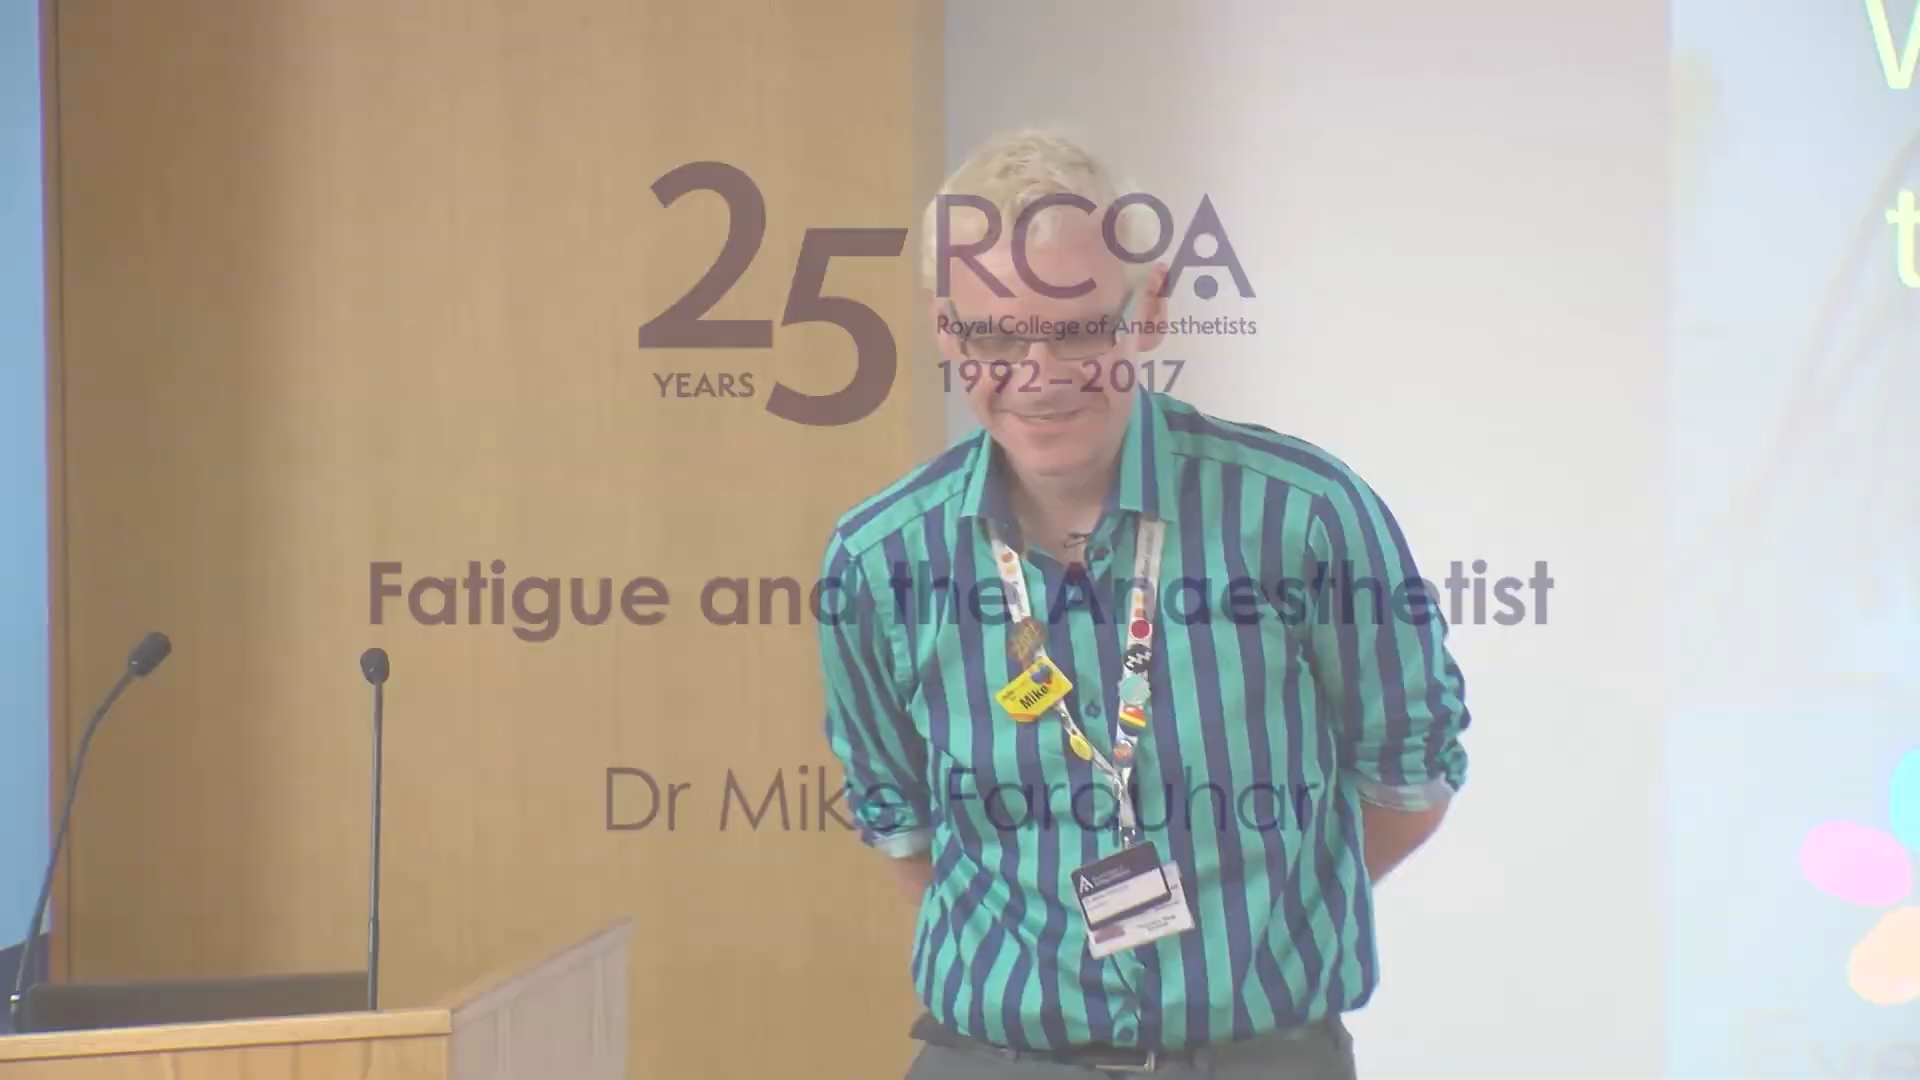 25
YEARS
RCoA
Royal College of Anaesthetists
1992–2017
Fatigue and the Anaesthetist
Dr Mike Farquhar
Mike